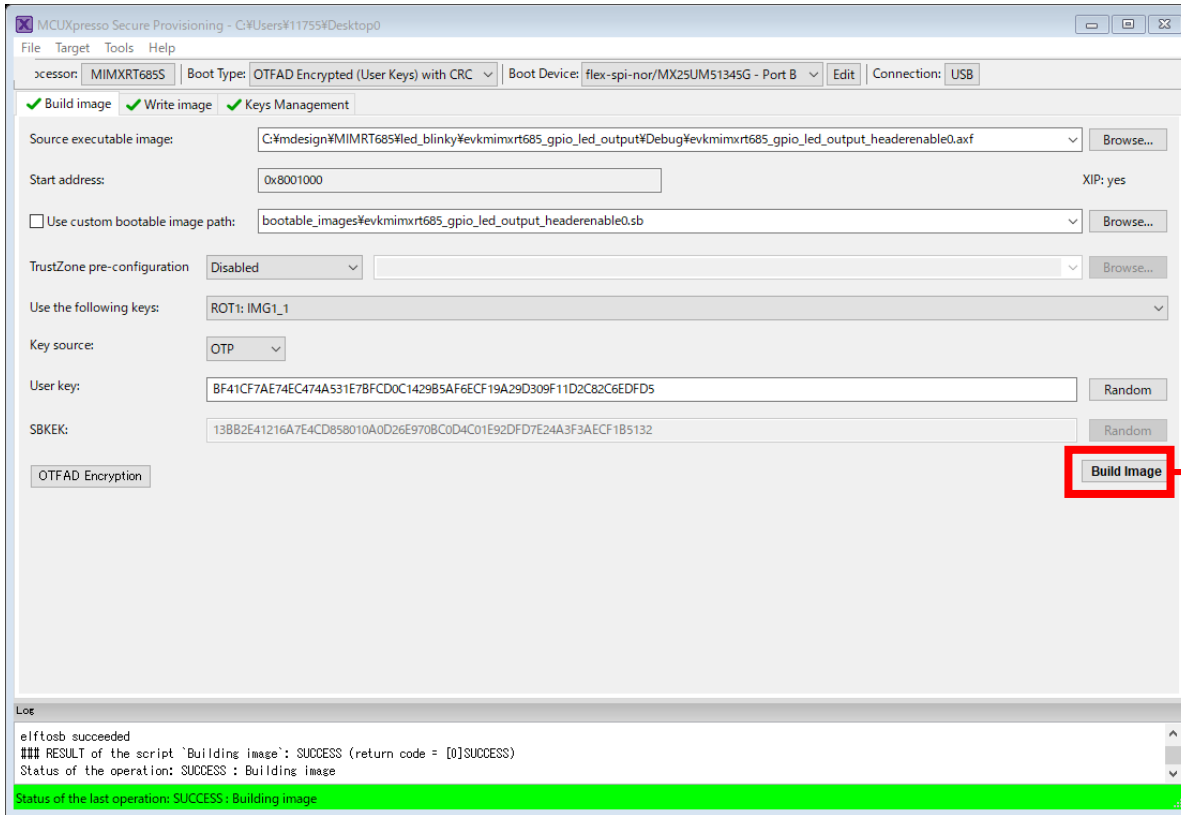 MCUXpresso Secure Provisioning - C:¥Users¥11755¥Desktop0
File Target Tools Help
ocessor: MIMXRT685S Boot Type: OTFAD Encrypted (User Keys) with CRC Boot Device: flex-spi-nor/MX25UM51345G - Port B Edit Connection: USB
Build image Write image Keys Management
Source executable image: C:¥mdesign¥MIMRT685¥led_blinky¥evkmimxrt685_gpio_led_output¥Debug¥evkmimxrt685_gpio_led_output_headerenable0.axf Browse...
Start address: 0x8001000 XIP: yes
Use custom bootable image path: bootable_images¥evkmimxrt685_gpio_led_output_headerenable0.sb Browse...
TrustZone pre-configuration Disabled Browse...
Use the following keys: ROT1: IMG1_1
Key source: OTP
User key: BF41CF7AE74EC474A531E7BFCD0C1429B5AF6ECF19A29D309F11D2C82C6EDFD5 Random
SBKEK: 13BB2E41216A7E4CD858010A0D26E970BC0D4C01E92DFD7E24A3F3AECF1B5132 Random
OTFAD Encryption Build Image
Log
elftosb succeeded
### RESULT of the script `Building image`: SUCCESS (return code = [0]SUCCESS)
Status of the operation: SUCCESS : Building image
Status of the last operation: SUCCESS : Building image